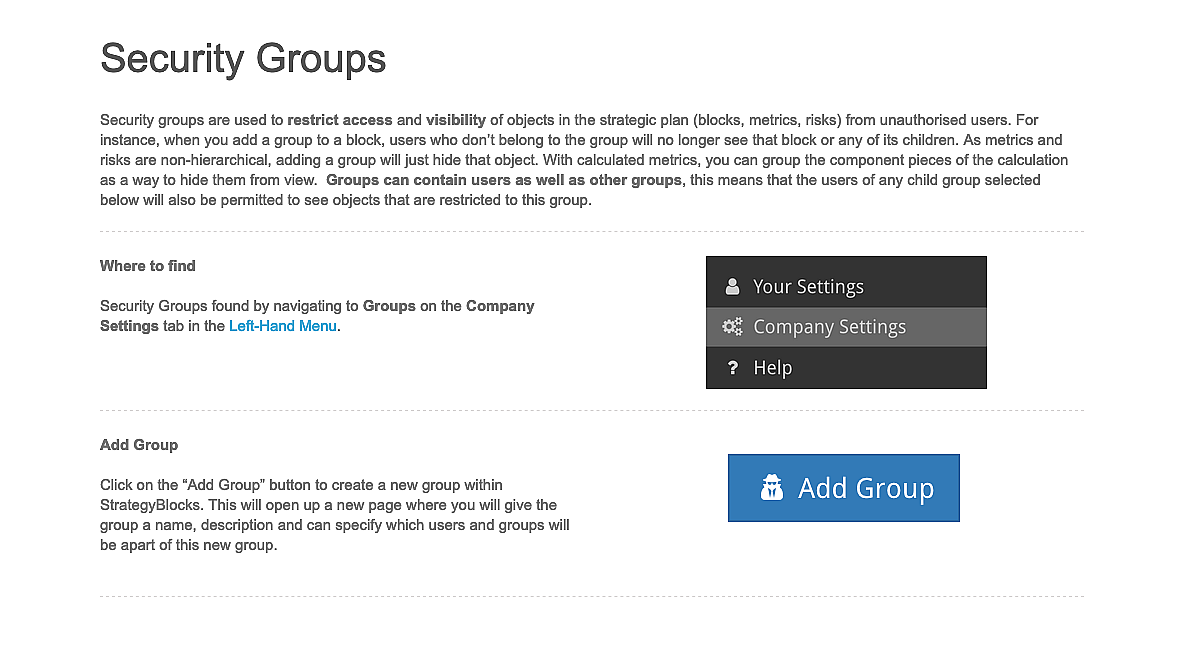 Security Groups
Security groups are used to restrict access and visibility of objects in the strategic plan (blocks, metrics, risks) from unauthorised users. For
instance, when you add a group to a block, users who don't belong to the group will no longer see that block or any of its children. As metrics and
risks are non-hierarchical, adding a group will just hide that object. With calculated metrics, you can group the component pieces of the calculation
as a way to hide them from view.  Groups can contain users as well as other groups, this means that the users of any child group selected
below will also be permitted to see objects that are restricted to this group.
Where to find
Security Groups found by navigating to Groups on the Company
Settings tab in the Left-Hand Menu.
Your Settings
Company Settings
? Help
Add Group
Click on the “Add Group” button to create a new group within
StrategyBlocks. This will open up a new page where you will give the
group a name, description and can specify which users and groups will
be apart of this new group.
Add Group